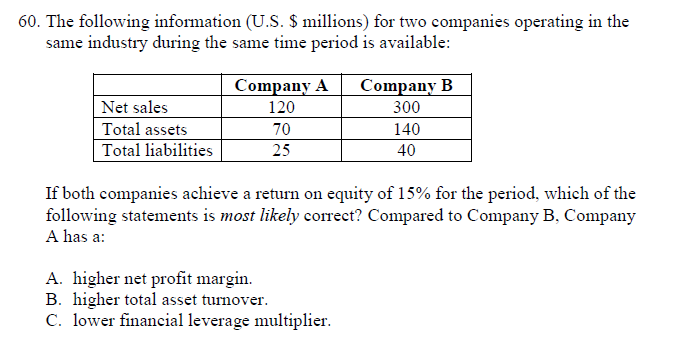 60. The following information (U.S. $ millions) for two companies operating in the
same industry during the same time period is available:
Company A Company B
Net sales 120 300
Total assets 70 140
Total liabilities 25 40
If both companies achieve a return on equity of 15% for the period, which of the
following statements is most likely correct? Compared to Company B, Company
A has a:
A. higher net profit margin.
B. higher total asset turnover.
C. lower financial leverage multiplier.